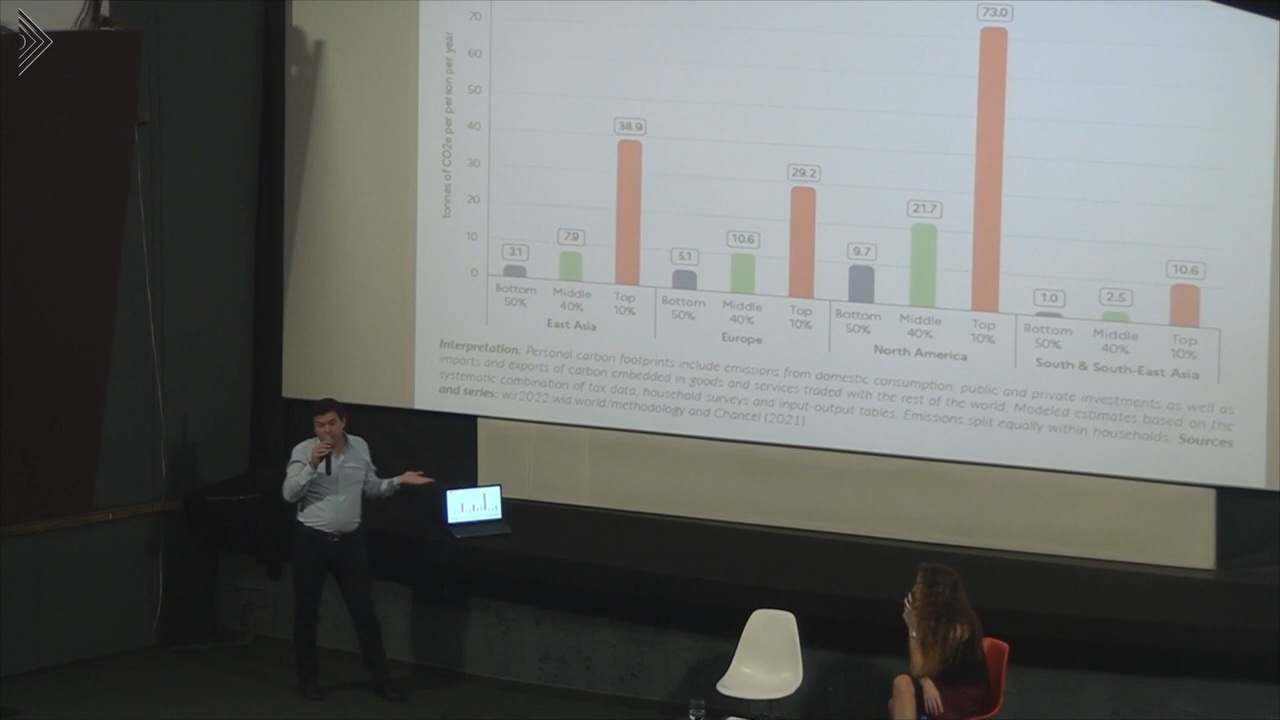 70
60
50
40
30
20
10
0
tonnes of CO2e per person per year
3.1
7.9
38.9
5.1
10.6
29.2
9.7
21.7
73.0
1.0
2.5
10.6
Bottom 50%
Middle 40%
Top 10%
Bottom 50%
Middle 40%
Top 10%
Bottom 50%
Middle 40%
Top 10%
Bottom 50%
Middle 40%
Top 10%
East Asia
Europe
North America
South & South-East Asia
Interpretation: Personal carbon footprints include emissions from domestic consumption, public and private investments as well as
imports and exports of carbon embedded in goods and services traded with the rest of the world. Modeled estimates based on the
systematic combination of tax data, household surveys and input-output tables. Emissions split equally within households. Sources
and series: wir2022.wid.world/methodology and Chancel (2021).